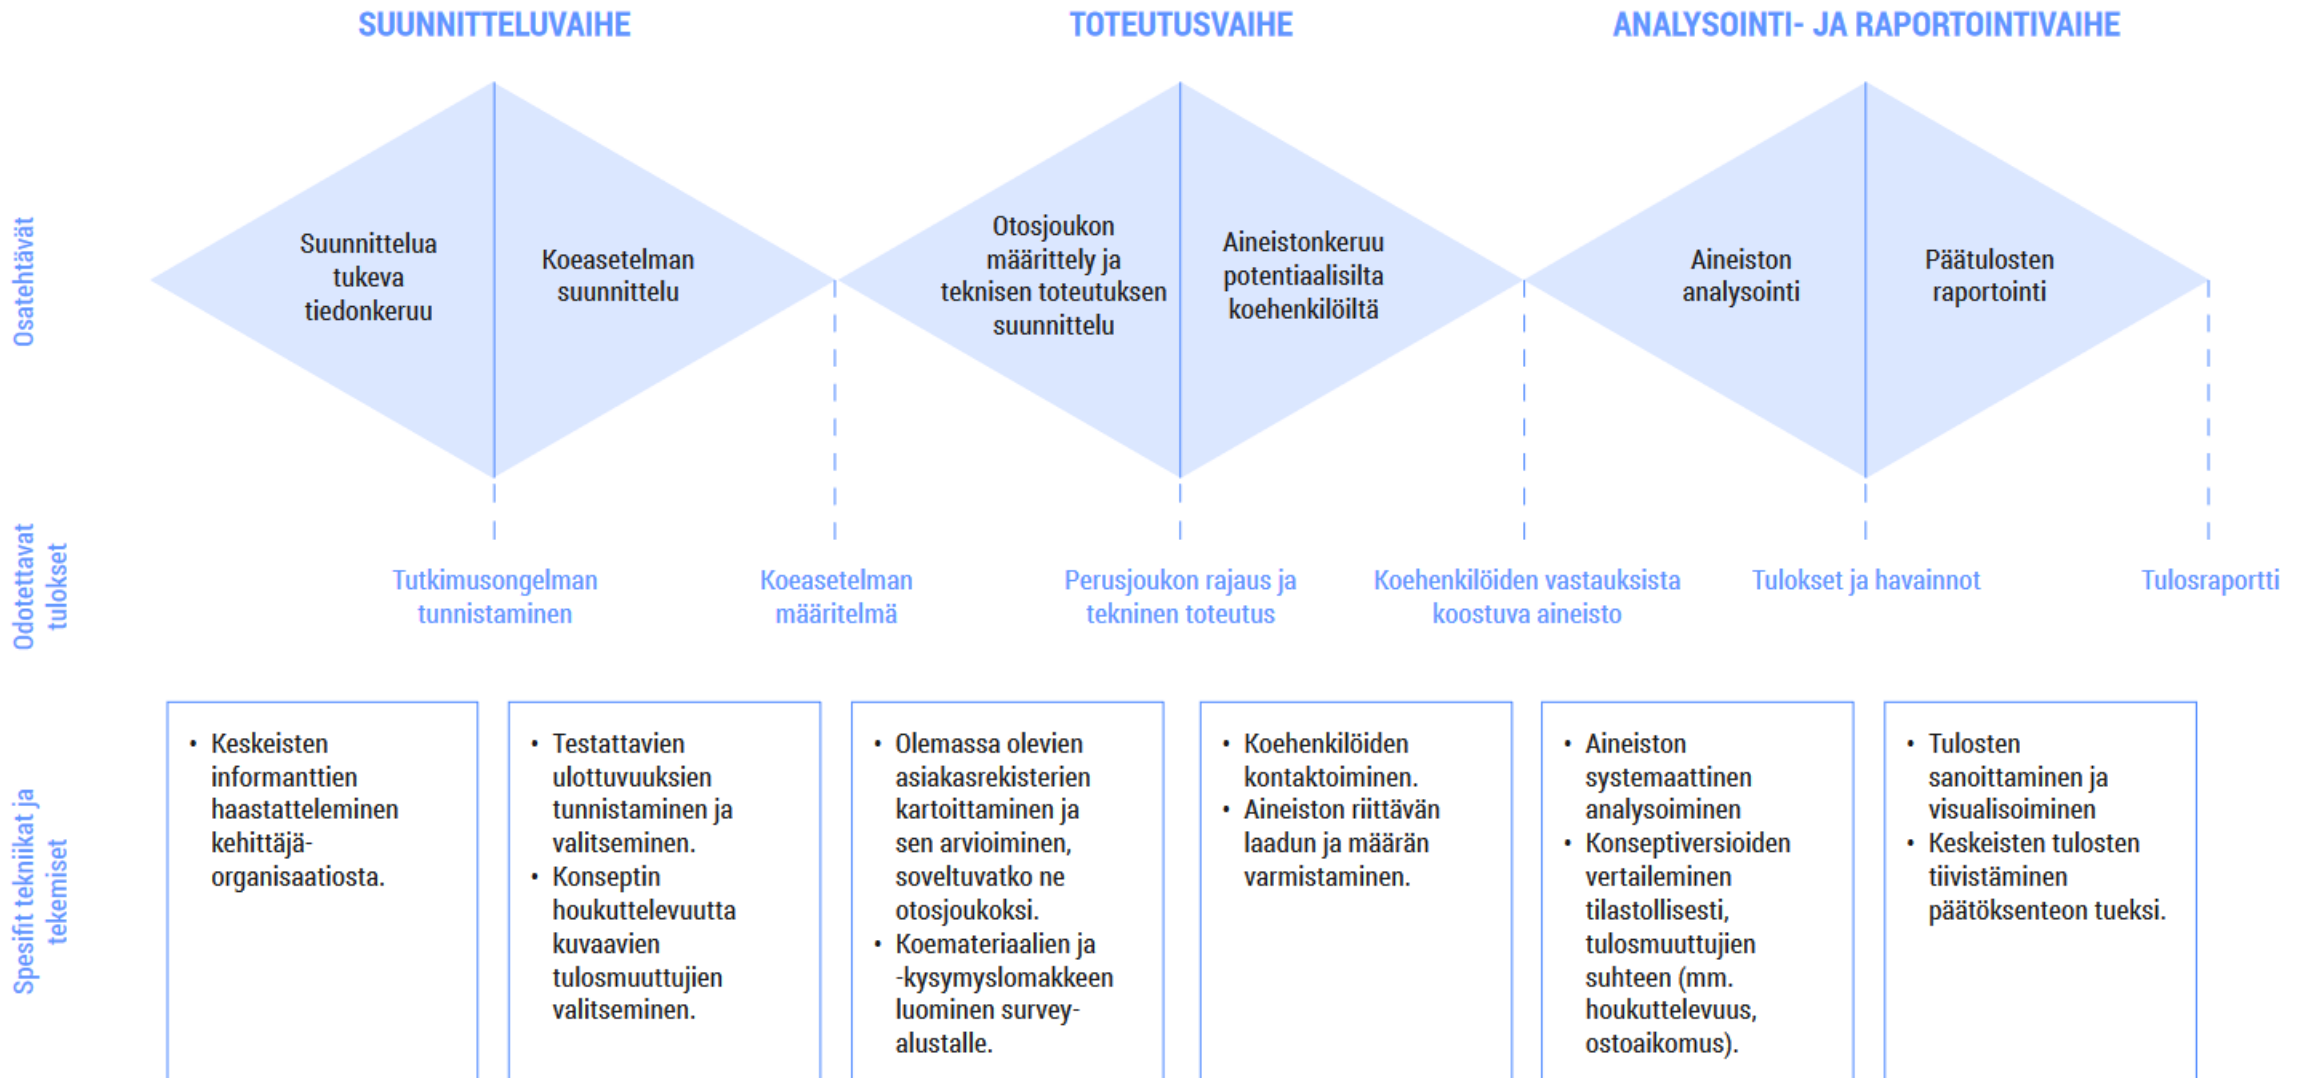 SUUNNITTELUVAIHE
TOTEUTUSVAIHE
ANALYSOINTI- JA RAPORTOINTIVAIHE
Osatehtävät
Suunnittelua
tukeva
tiedonkeruu
Koeasetelman
suunnittelu
Otosjoukon
määrittely ja
teknisen toteutuksen
suunnittelu
Aineistonkeruu
potentiaalisilta
koehenkilöiltä
Aineiston
analysointi
Päätulosten
raportointi
Odotettavat
tulokset
Tutkimusongelman
tunnistaminen
Koeasetelman
määritelmä
Perusjoukon rajaus ja
tekninen toteutus
Koehenkilöiden vastauksista
koostuva aineisto
Tulokset ja havainnot
Tulosraportti
Spesifit tekniikat ja
tekemiset
• Keskeisten
informanttien
haastatteleminen
kehittäjä-
organisaatiosta.
• Testattavien
ulottuvuuksien
tunnistaminen ja
valitseminen.
• Konseptin
houkuttelevuutta
kuvaavien
tulosmuuttujien
valitseminen.
• Olemassa olevien
asiakasrekisterien
kartoittaminen ja
sen arvioiminen,
soveltuvatko ne
otosjoukoksi.
• Koemateriaalien ja
-kysymyslomakkeen
luominen survey-
alustalle.
• Koehenkilöiden
kontaktoiminen.
• Aineiston riittävän
laadun ja määrän
varmistaminen.
• Aineiston
systemaattinen
analysoiminen
• Konseptiversioiden
vertaileminen
tilastollisesti,
tulosmuuttujien
suhteen (mm.
houkuttelevuus,
ostoaikomus).
• Tulosten
sanoittaminen ja
visualisoiminen
• Keskeisten tulosten
tiivistäminen
päätöksenteon tueksi.